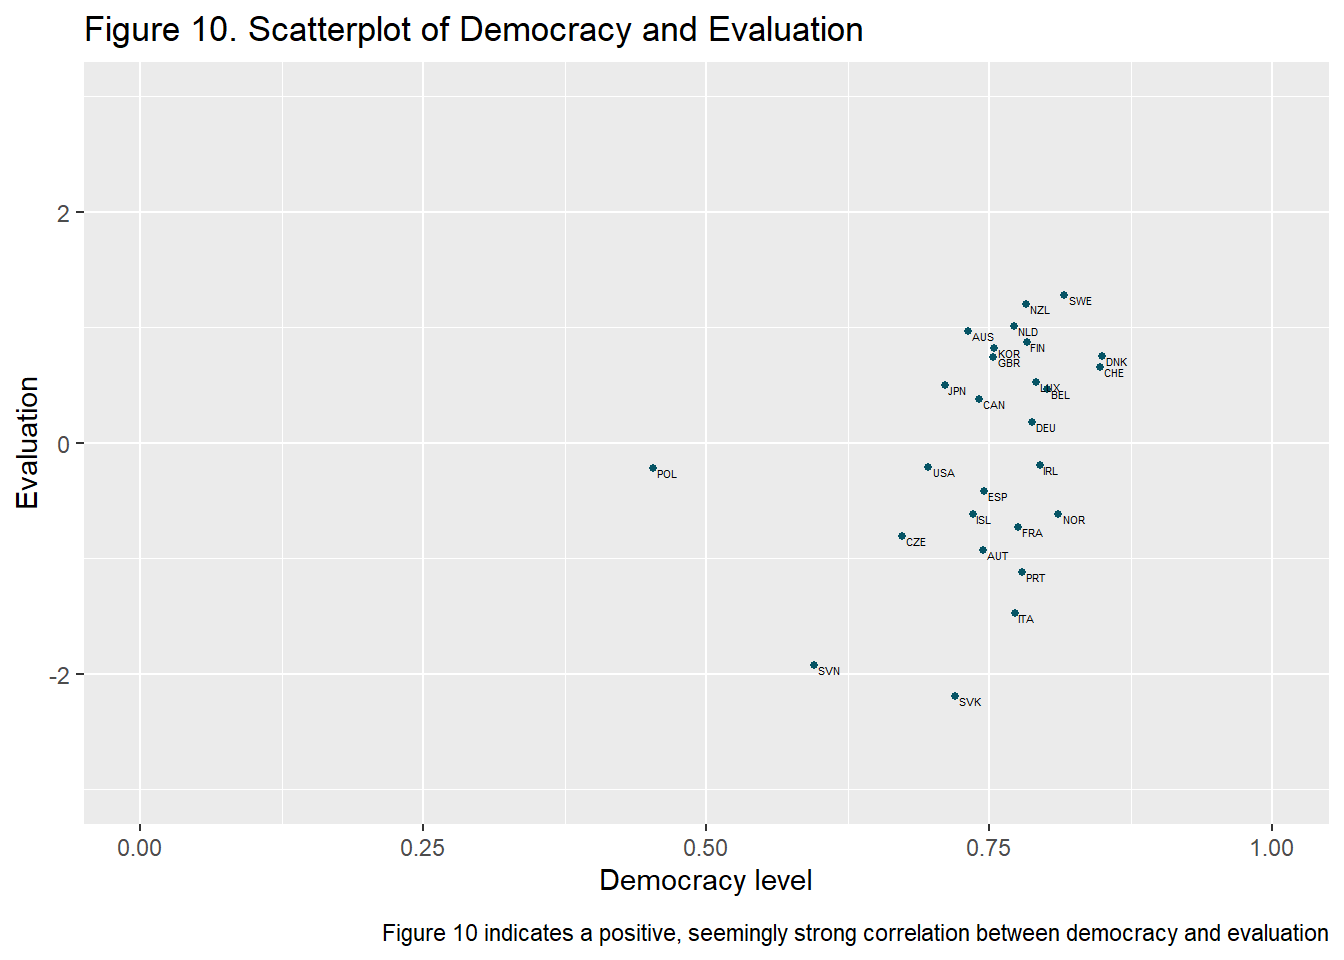 Figure 10. Scatterplot of Democracy and Evaluation
Evaluation
2
0
-2
SWE
NZL
NLD
AUS
FIN
KOR
GBR
DNK
CHE
LUX
BEL
JPN
CAN
DEU
POL
USA
IRL
ESP
ISL
NOR
FRA
CZE
AUT
PRT
ITA
SVN
SVK
0.00 0.25 0.50 0.75 1.00
Democracy level
Figure 10 indicates a positive, seemingly strong correlation between democracy and evaluation